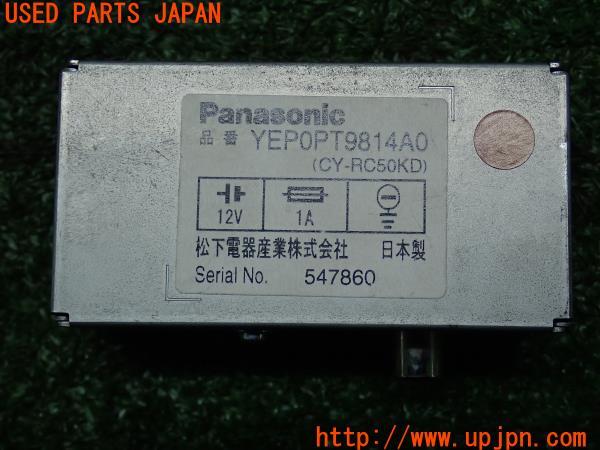 USED PARTS JAPAN
Panasonic
品番 YEP0PT9814A0
(CY-RC50KD)
12V 1A
松下電器産業株式会社 日本製
Serial No. 547860
http://www.upjpn.com